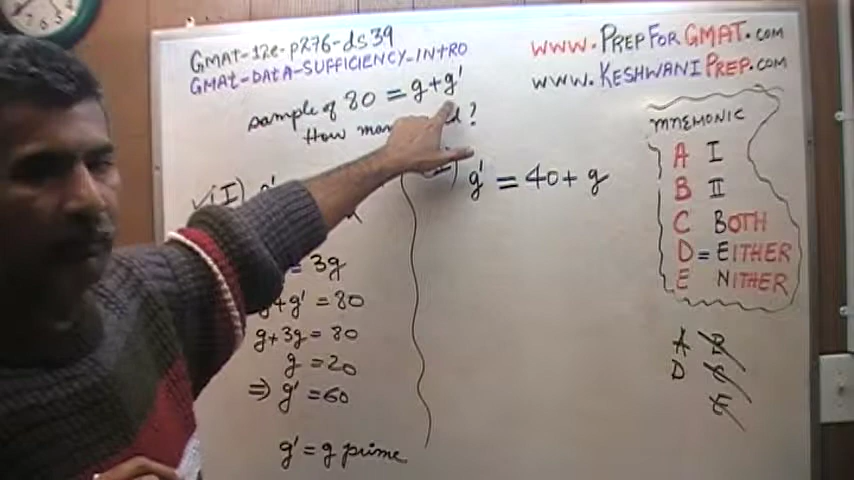 GMAT-12e-p276-ds39
GMAT-DATA-SUFFICIENCY-INTRO
sample of 80 = g+g'
How ?
(I) g'
g' = 40 + g
= 3g
g+g' = 80
g+3g = 80
g = 20
⇒ g' = 60
g' = g prime
www.PrepForGMAT.com
www.KeshwaniPrep.com
MNEMONIC
A I
B II
C BOTH
D = EITHER
E NITHER
A B
D C
E